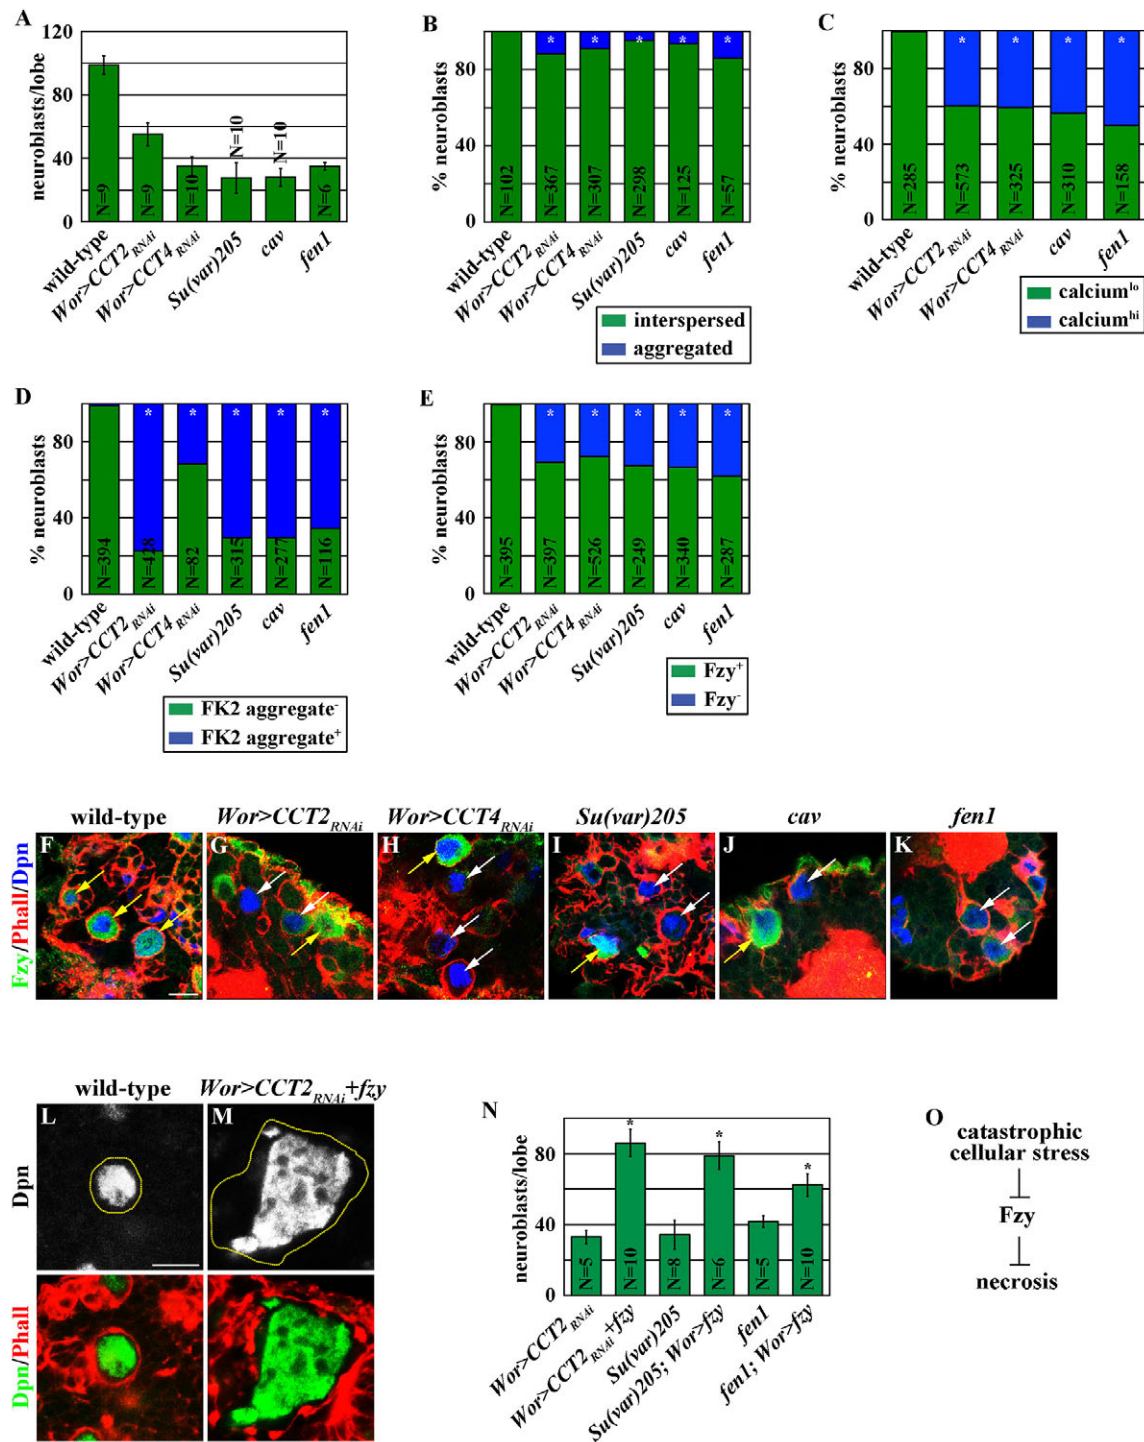 A
neuroblasts/lobe
120
80
40
0
N=9
N=9
N=10
N=10
N=10
N=6
wild-type
Wor>CCT2RNAi
Wor>CCT4RNAi
Su(var)205
cav
fen1
B
% neuroblasts
80
40
0
* * * * *
N=102
N=367
N=307
N=298
N=125
N=57
wild-type
Wor>CCT2RNAi
Wor>CCT4RNAi
Su(var)205
cav
fen1
interspersed
aggregated
C
% neuroblasts
80
40
0
* * * *
N=285
N=573
N=325
N=310
N=158
wild-type
Wor>CCT2RNAi
Wor>CCT4RNAi
cav
fen1
calciumlo
calciumhi
D
% neuroblasts
80
40
0
* * * * *
N=394
N=428
N=82
N=315
N=277
N=116
wild-type
Wor>CCT2RNAi
Wor>CCT4RNAi
Su(var)205
cav
fen1
FK2 aggregate-
FK2 aggregate+
E
% neuroblasts
80
40
0
* * * * *
N=395
N=397
N=526
N=249
N=340
N=287
wild-type
Wor>CCT2RNAi
Wor>CCT4RNAi
Su(var)205
cav
fen1
Fzy+
Fzy-
wild-type
Wor>CCT2RNAi
Wor>CCT4RNAi
Su(var)205
cav
fen1
Fzy/Phall/Dpn
F
G
H
I
J
K
wild-type
Wor>CCT2RNAi+fzy
Dpn
L
M
Dpn/Phall
N
neuroblasts/lobe
80
40
0
* * *
N=5
N=10
N=8
N=6
N=5
N=10
Wor>CCT2RNAi
Wor>CCT2RNAi+fzy
Su(var)205
Su(var)205; Wor>fzy
fen1
fen1; Wor>fzy
O
catastrophic
cellular stress
Fzy
necrosis